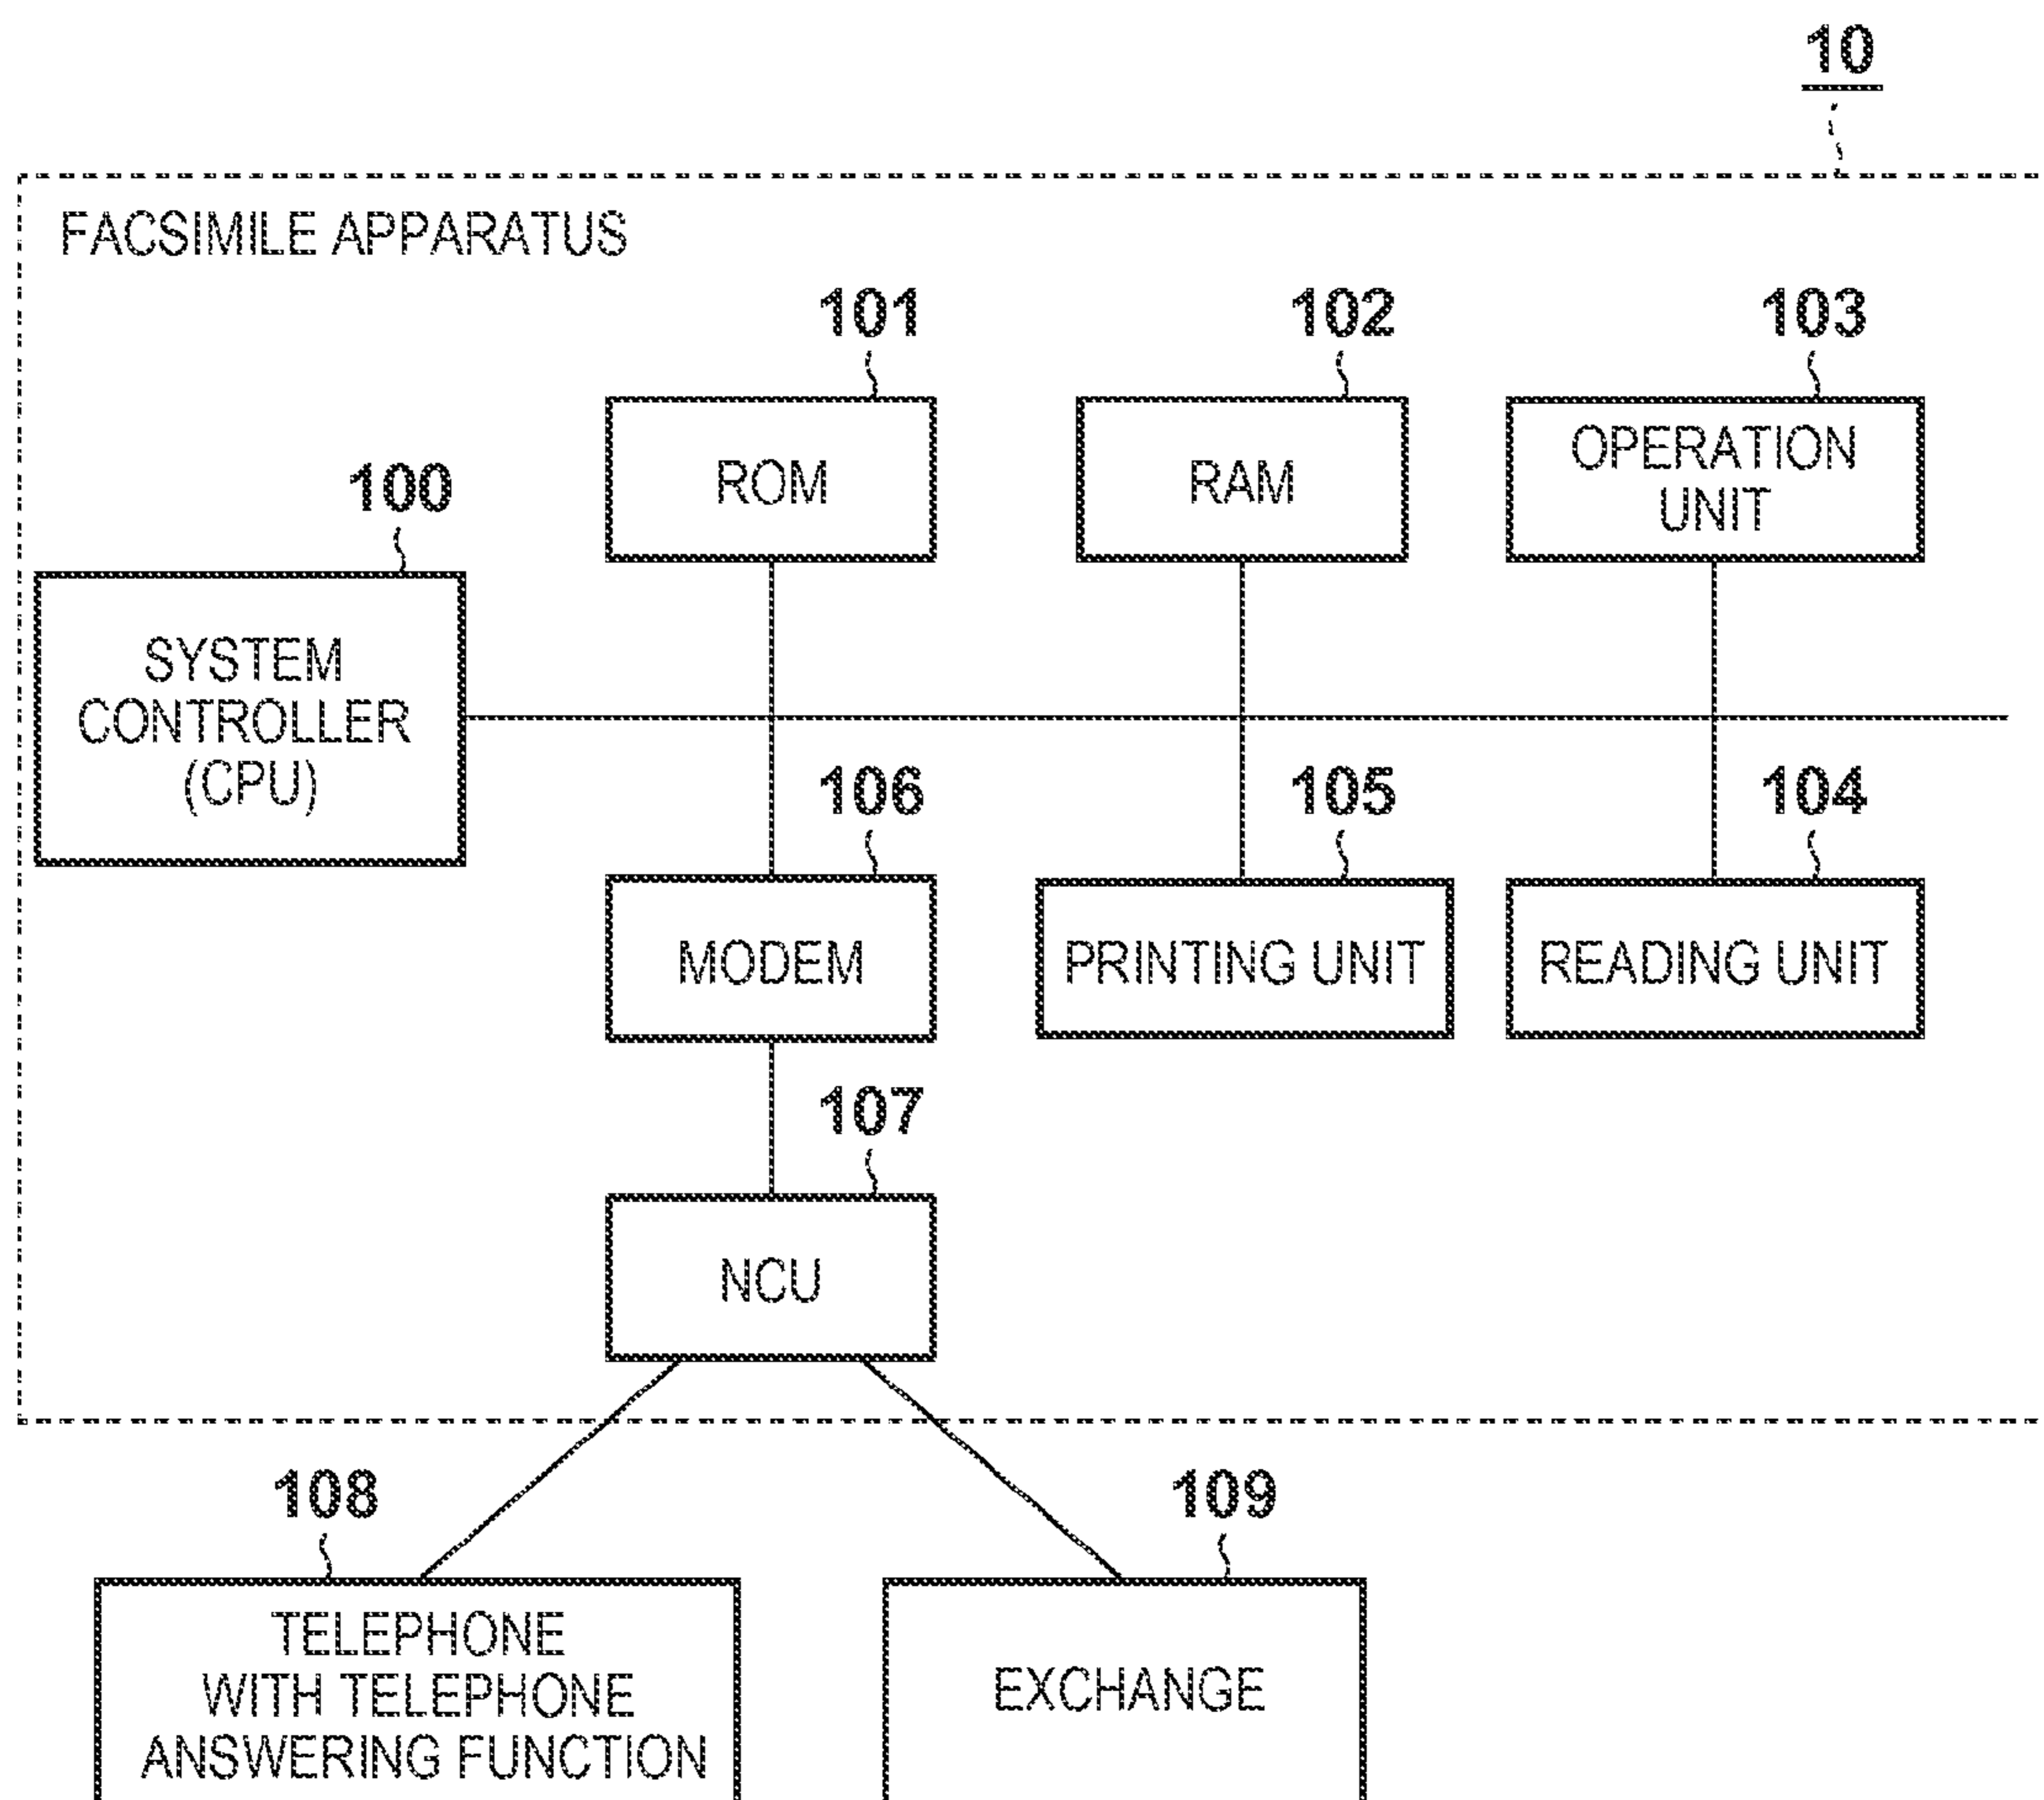 10
FACSIMILE APPARATUS
101
102
103
100
ROM
RAM
OPERATION
UNIT
SYSTEM
CONTROLLER
(CPU)
106
105
104
MODEM
PRINTING UNIT
READING UNIT
107
NCU
108
109
TELEPHONE
WITH TELEPHONE
ANSWERING FUNCTION
EXCHANGE